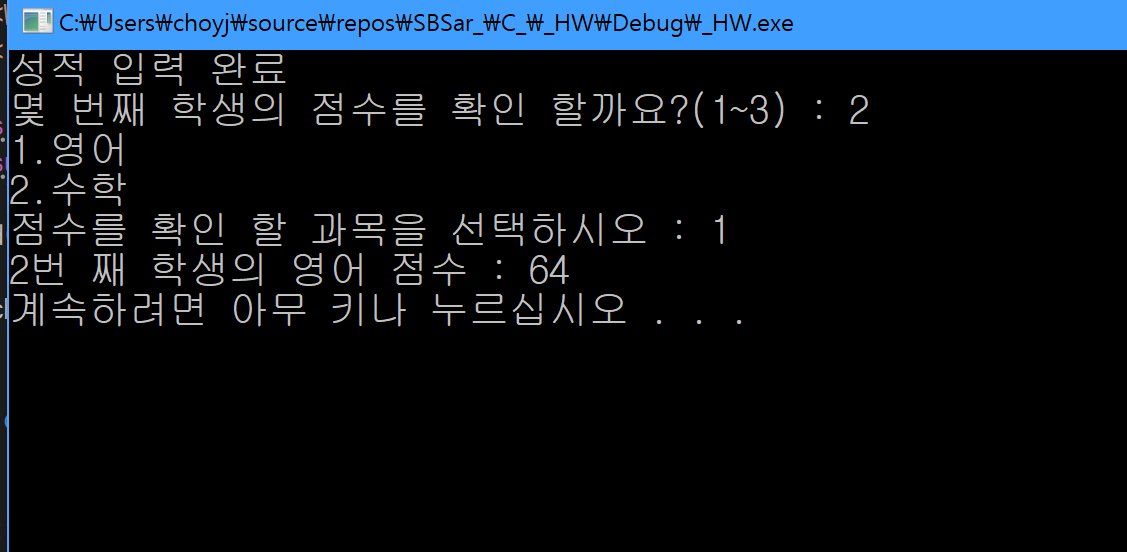 C:₩Users₩choyj₩source₩repos₩SBSar_₩C_₩_HW₩Debug₩_HW.exe
성적 입력 완료
몇 번째 학생의 점수를 확인 할까요?(1~3) : 2
1.영어
2.수학
점수를 확인 할 과목을 선택하시오 : 1
2번 째 학생의 영어 점수 : 64
계속하려면 아무 키나 누르십시오 . . .